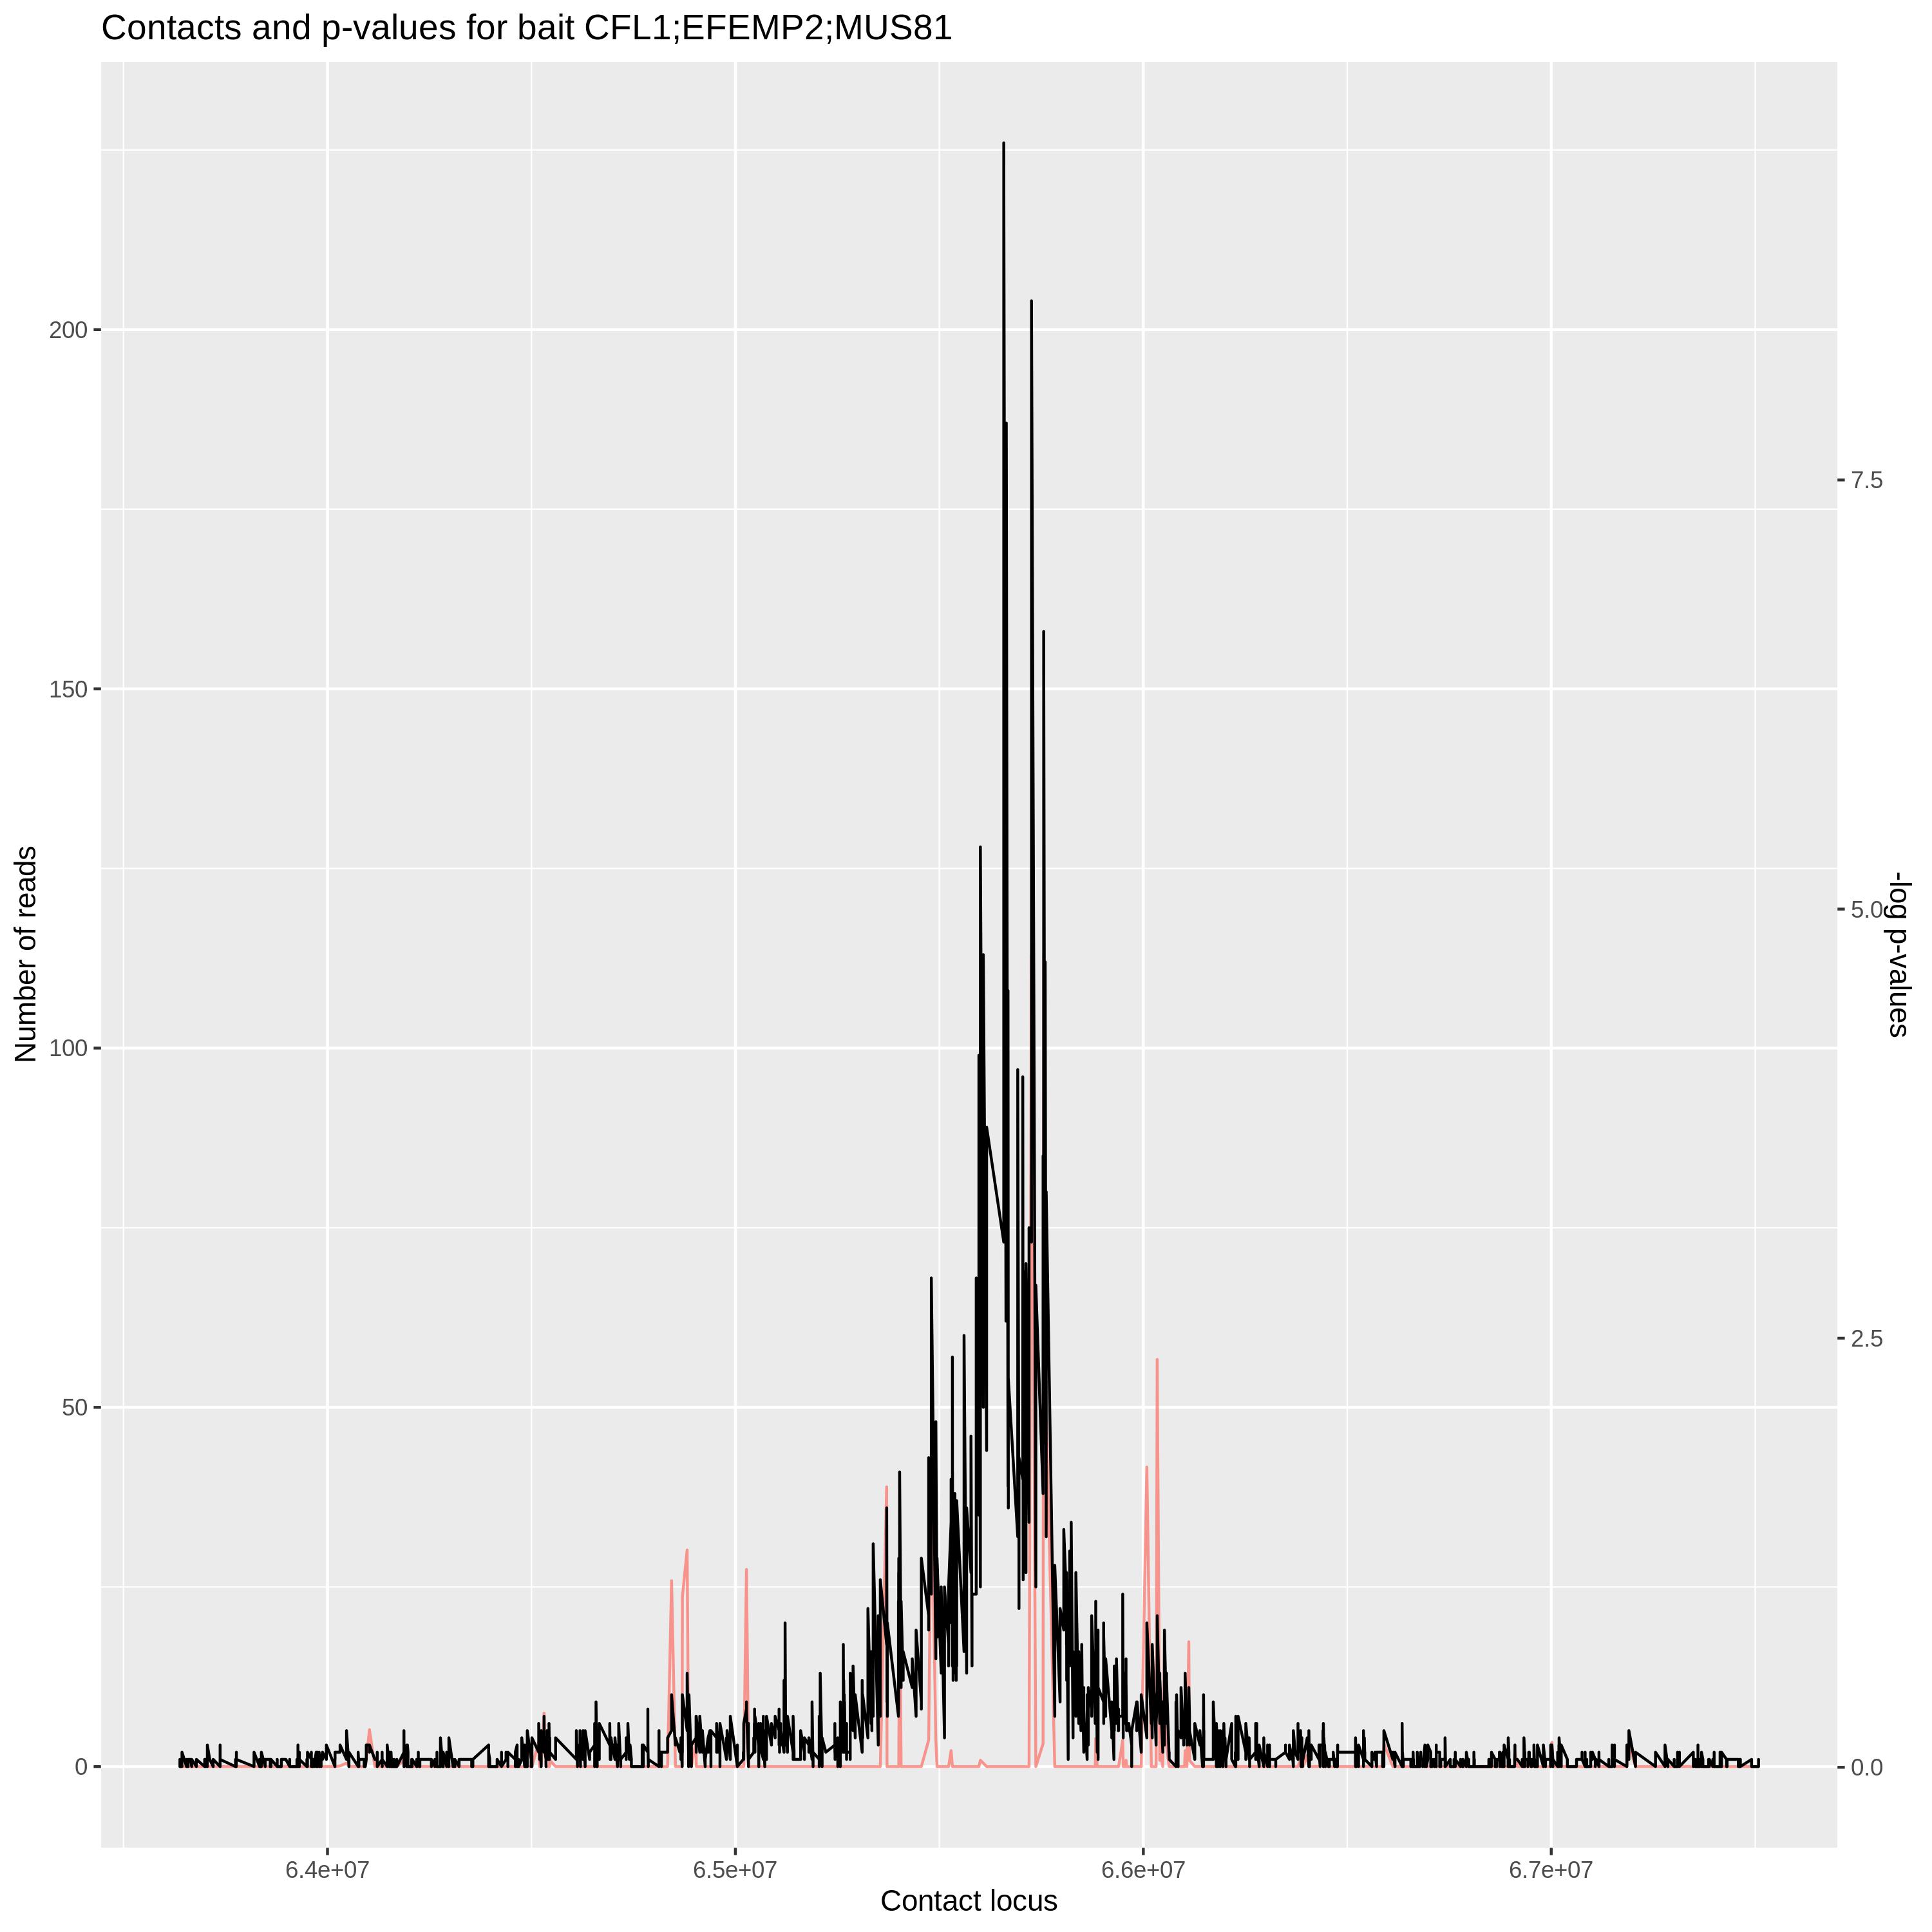 Contacts and p-values for bait CFL1;EFEMP2;MUS81
Number of reads
200
150
100
50
0
7.5
5.0
2.5
0.0
-log p-values
6.4e+07
6.5e+07
6.6e+07
6.7e+07
Contact locus